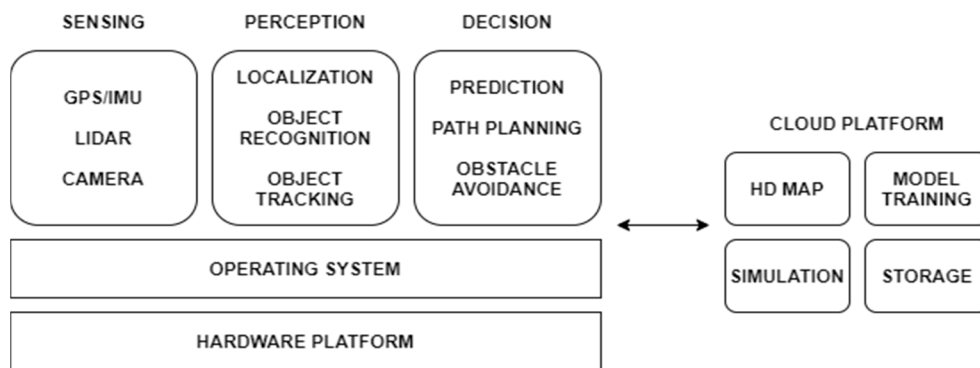 SENSING
PERCEPTION
DECISION
GPS/IMU
LIDAR
CAMERA
LOCALIZATION
OBJECT
RECOGNITION
OBJECT
TRACKING
PREDICTION
PATH PLANNING
OBSTACLE
AVOIDANCE
OPERATING SYSTEM
HARDWARE PLATFORM
CLOUD PLATFORM
HD MAP
MODEL
TRAINING
SIMULATION
STORAGE